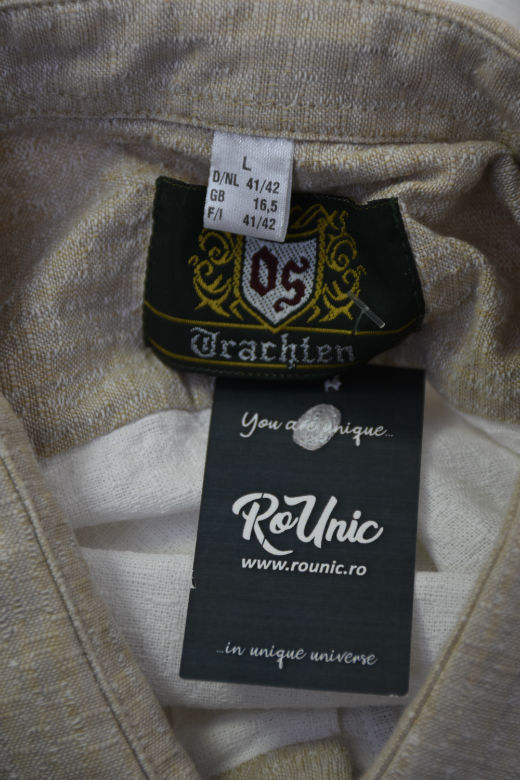 L
D/NL 41/42
GB 16,5
F/I 41/42
OS
Trachten
You are unique...
RoUnic
www.rounic.ro
...in unique universe